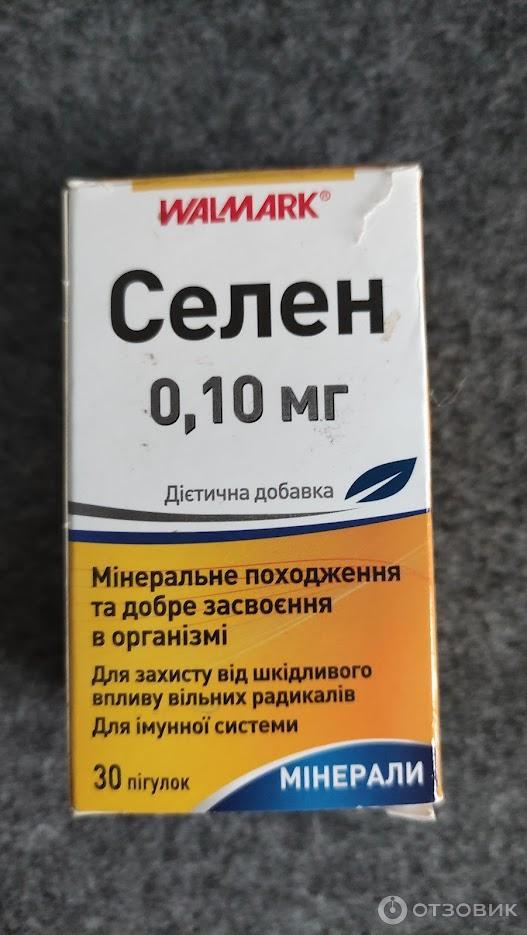 WALMARK®
Селен
0,10 мг
Дієтична добавка
Мінеральне походження
та добре засвоєння
в організмі
Для захисту від шкідливого
впливу вільних радикалів
Для імунної системи
30 пігулок
МІНЕРАЛИ
ОТЗОВИК